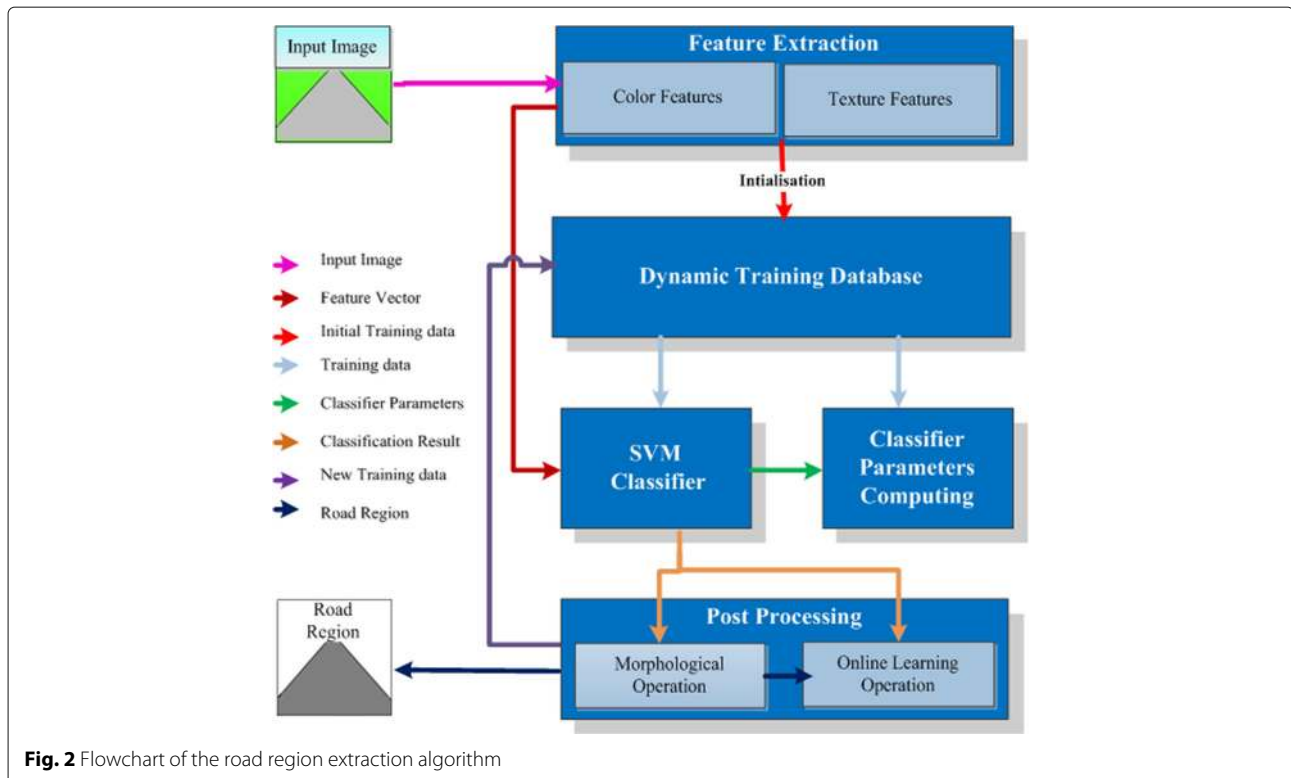 Input Image
Feature Extraction
Color Features
Texture Features
Intialisation
Dynamic Training Database
Input Image
Feature Vector
Initial Training data
Training data
Classifier Parameters
Classification Result
New Training data
Road Region
SVM
Classifier
Classifier
Parameters
Computing
Road
Region
Post Processing
Morphological
Operation
Online Learning
Operation
Fig. 2 Flowchart of the road region extraction algorithm